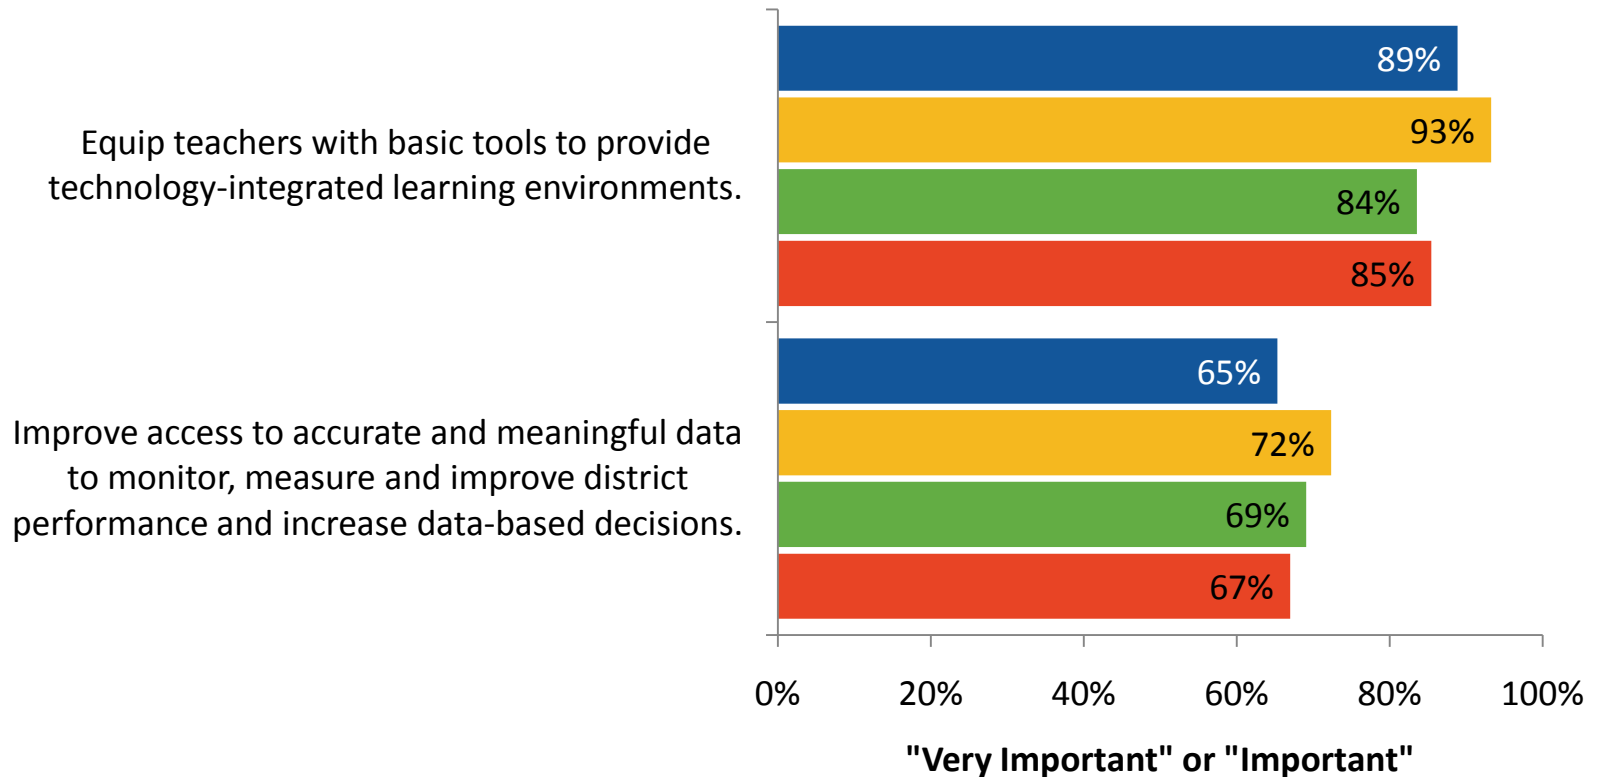 Equip teachers with basic tools to provide
technology-integrated learning environments.
89%
93%
84%
85%
Improve access to accurate and meaningful data
to monitor, measure and improve district
performance and increase data-based decisions.
65%
72%
69%
67%
0% 20% 40% 60% 80% 100%
"Very Important" or "Important"